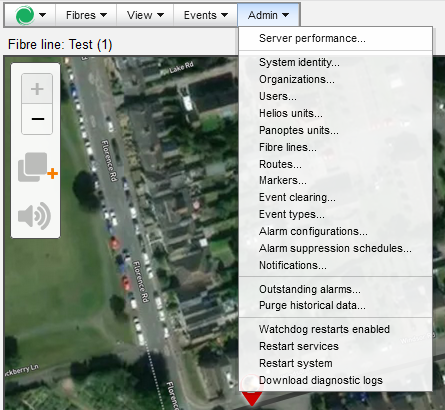 Fibres View Events Admin
Fibre line: Test (1)
Server performance...
System identity...
Organizations...
Users...
Helios units...
Panoptes units...
Fibre lines...
Routes...
Markers...
Event clearing...
Event types...
Alarm configurations...
Alarm suppression schedules...
Notifications...
Outstanding alarms...
Purge historical data...
Watchdog restarts enabled
Restart services
Restart system
Download diagnostic logs
Lake Rd
Florence Rd
Florence Rd
ckberry Ln
Florence